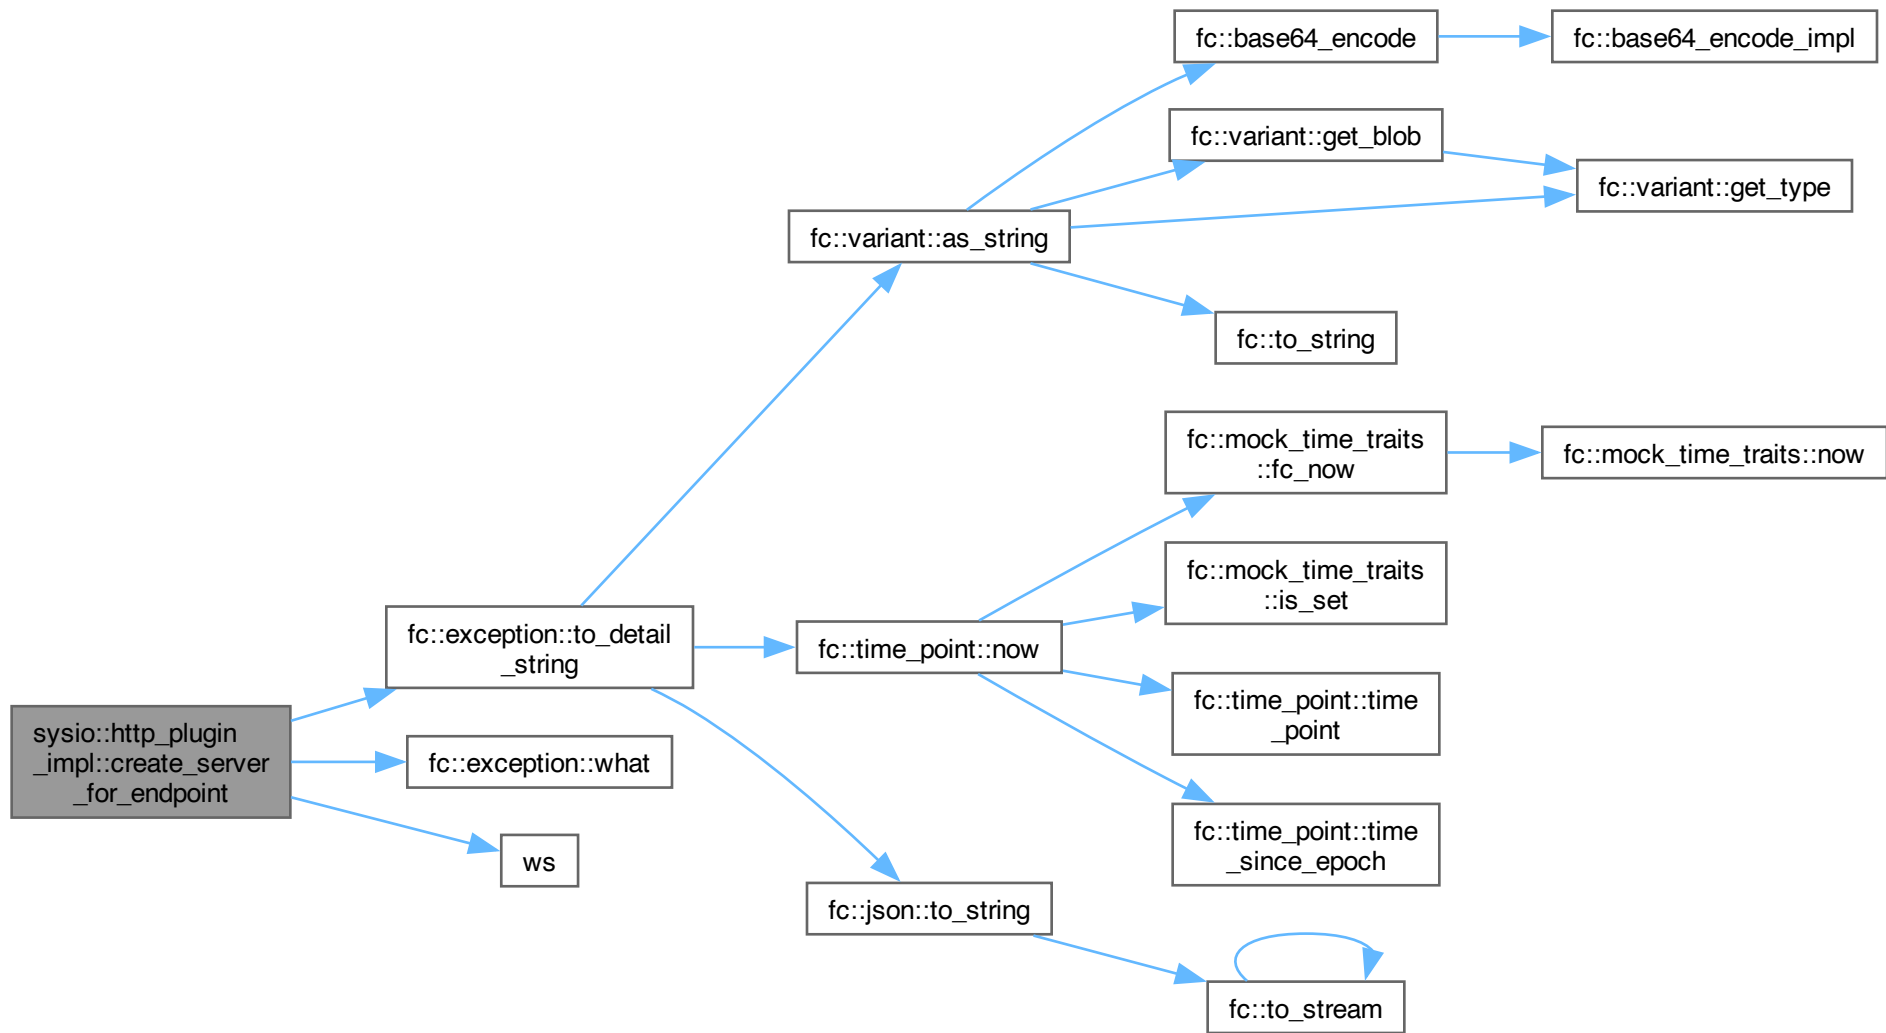 fc::base64_encode
fc::base64_encode_impl
fc::variant::get_blob
fc::variant::get_type
fc::variant::as_string
fc::to_string
fc::mock_time_traits
::fc_now
fc::mock_time_traits::now
fc::mock_time_traits
::is_set
fc::exception::to_detail
_string
fc::time_point::now
fc::time_point::time
_point
sysio::http_plugin
_impl::create_server
_for_endpoint
fc::exception::what
fc::time_point::time
_since_epoch
ws
fc::json::to_string
fc::to_stream